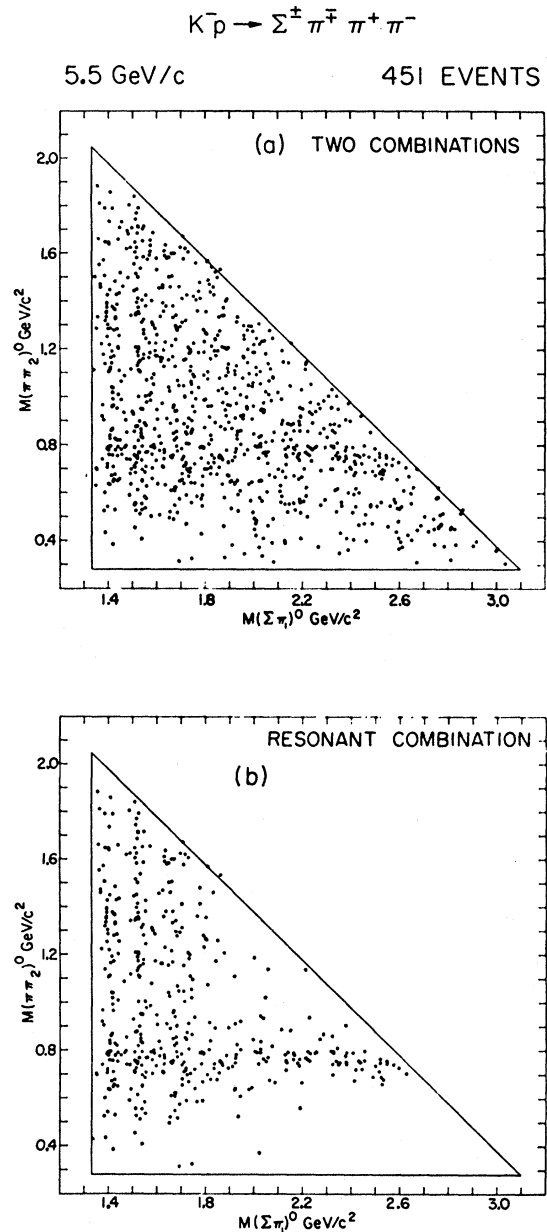 K⁻p → Σ± π∓ π⁺ π⁻
5.5 GeV/c 451 EVENTS
(a) TWO COMBINATIONS
2.0
1.6
1.2
0.8
0.4
M(ππ₂)⁰ GeV/c²
1.4 1.8 2.2 2.6 3.0
M(Σπ₁)⁰ GeV/c²
RESONANT COMBINATION
(b)
2.0
1.6
1.2
0.8
0.4
M(ππ₂)⁰ GeV/c²
1.4 1.8 2.2 2.6 3.0
M(Σπ₁)⁰ GeV/c²